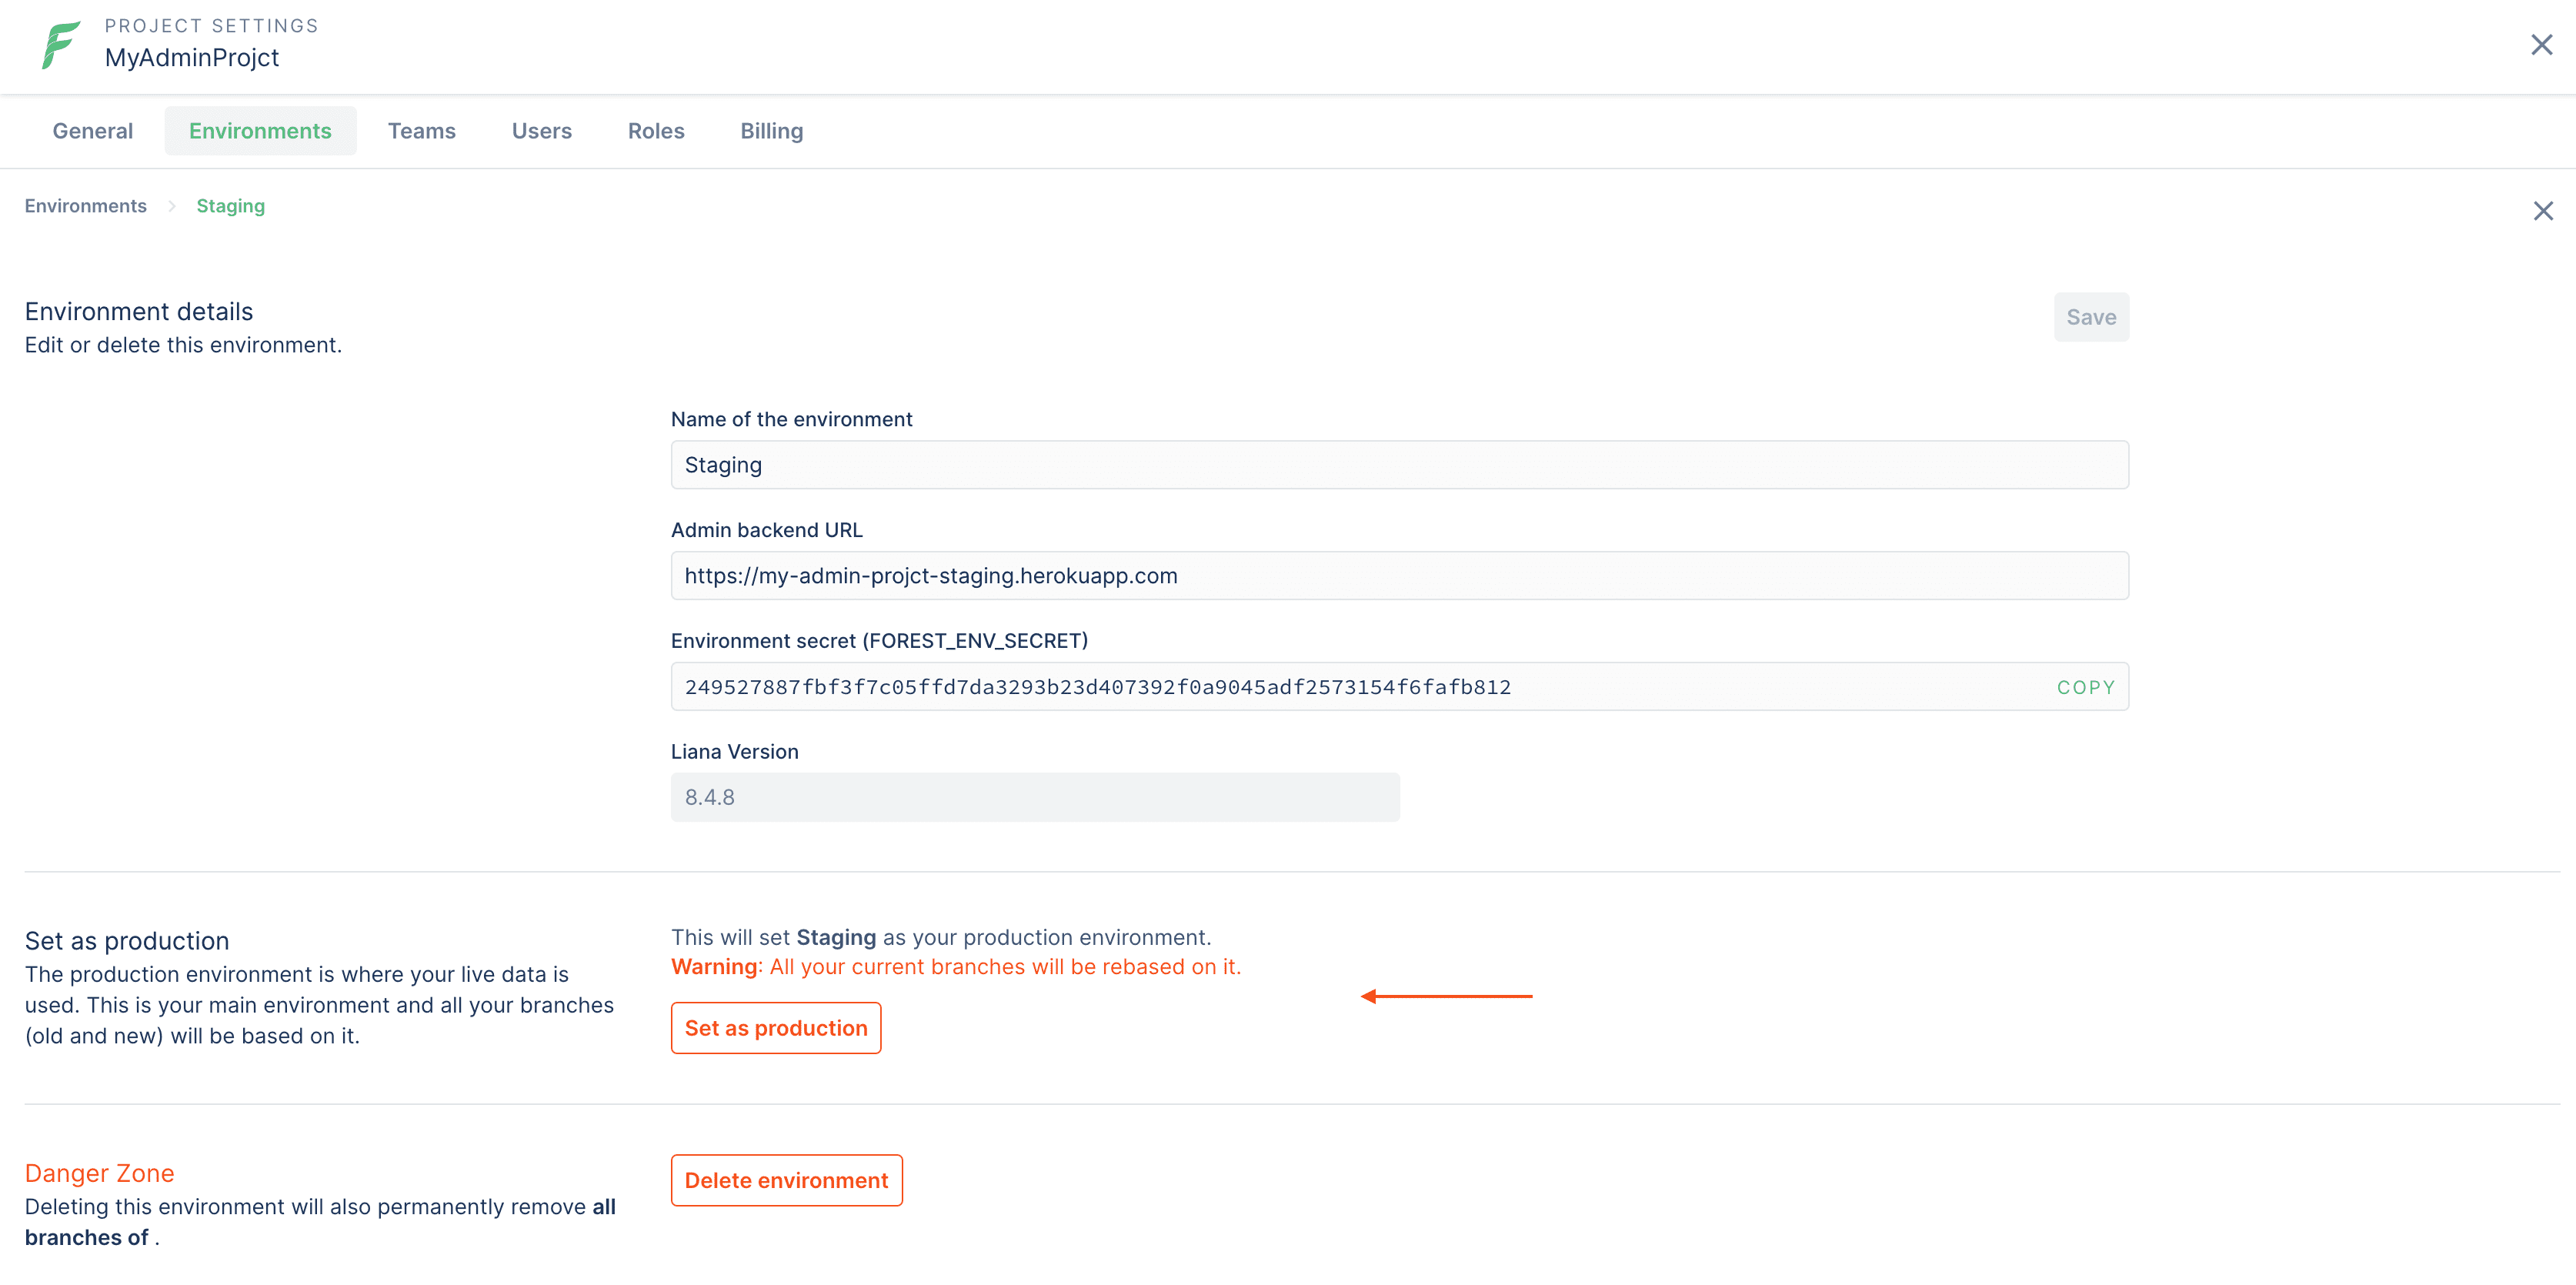 PROJECT SETTINGS
MyAdminProjct
General Environments Teams Users Roles Billing
Environments Staging
Environment details
Save
Edit or delete this environment.
Name of the environment
Staging
Admin backend URL
https://my-admin-projct-staging.herokuapp.com
Environment secret (FOREST_ENV_SECRET)
249527887fbf3f7c05ffd7da3293b23d407392f0a9045adf2573154f6fafb812
COPY
Liana Version
8.4.8
Set as production
The production environment is where your live data is
used. This is your main environment and all your branches
(old and new) will be based on it.
This will set Staging as your production environment.
Warning: All your current branches will be rebased on it.
Set as production
Danger Zone
Deleting this environment will also permanently remove all
branches of .
Delete environment